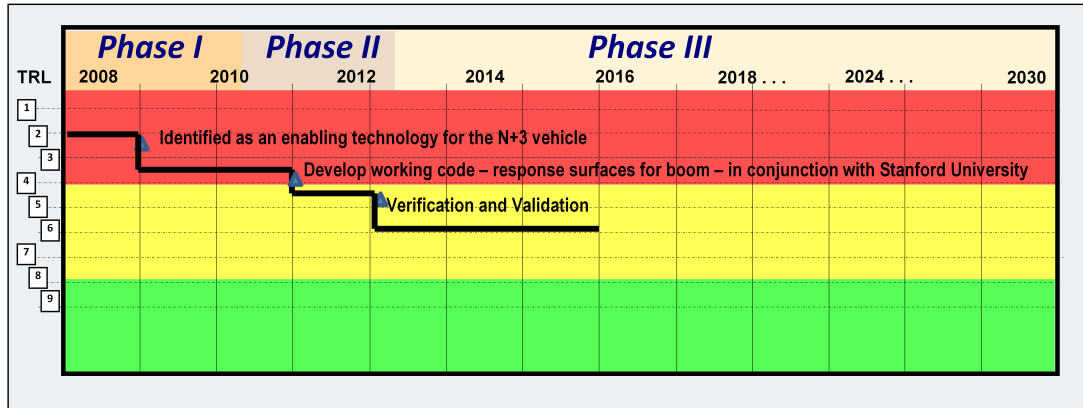 Phase I Phase II Phase III
TRL 2008 2010 2012 2014 2016 2018 . . . 2024 . . . 2030
1
2 Identified as an enabling technology for the N+3 vehicle
3
Develop working code – response surfaces for boom – in conjunction with Stanford University
4
5 Verification and Validation
6
7
8
9